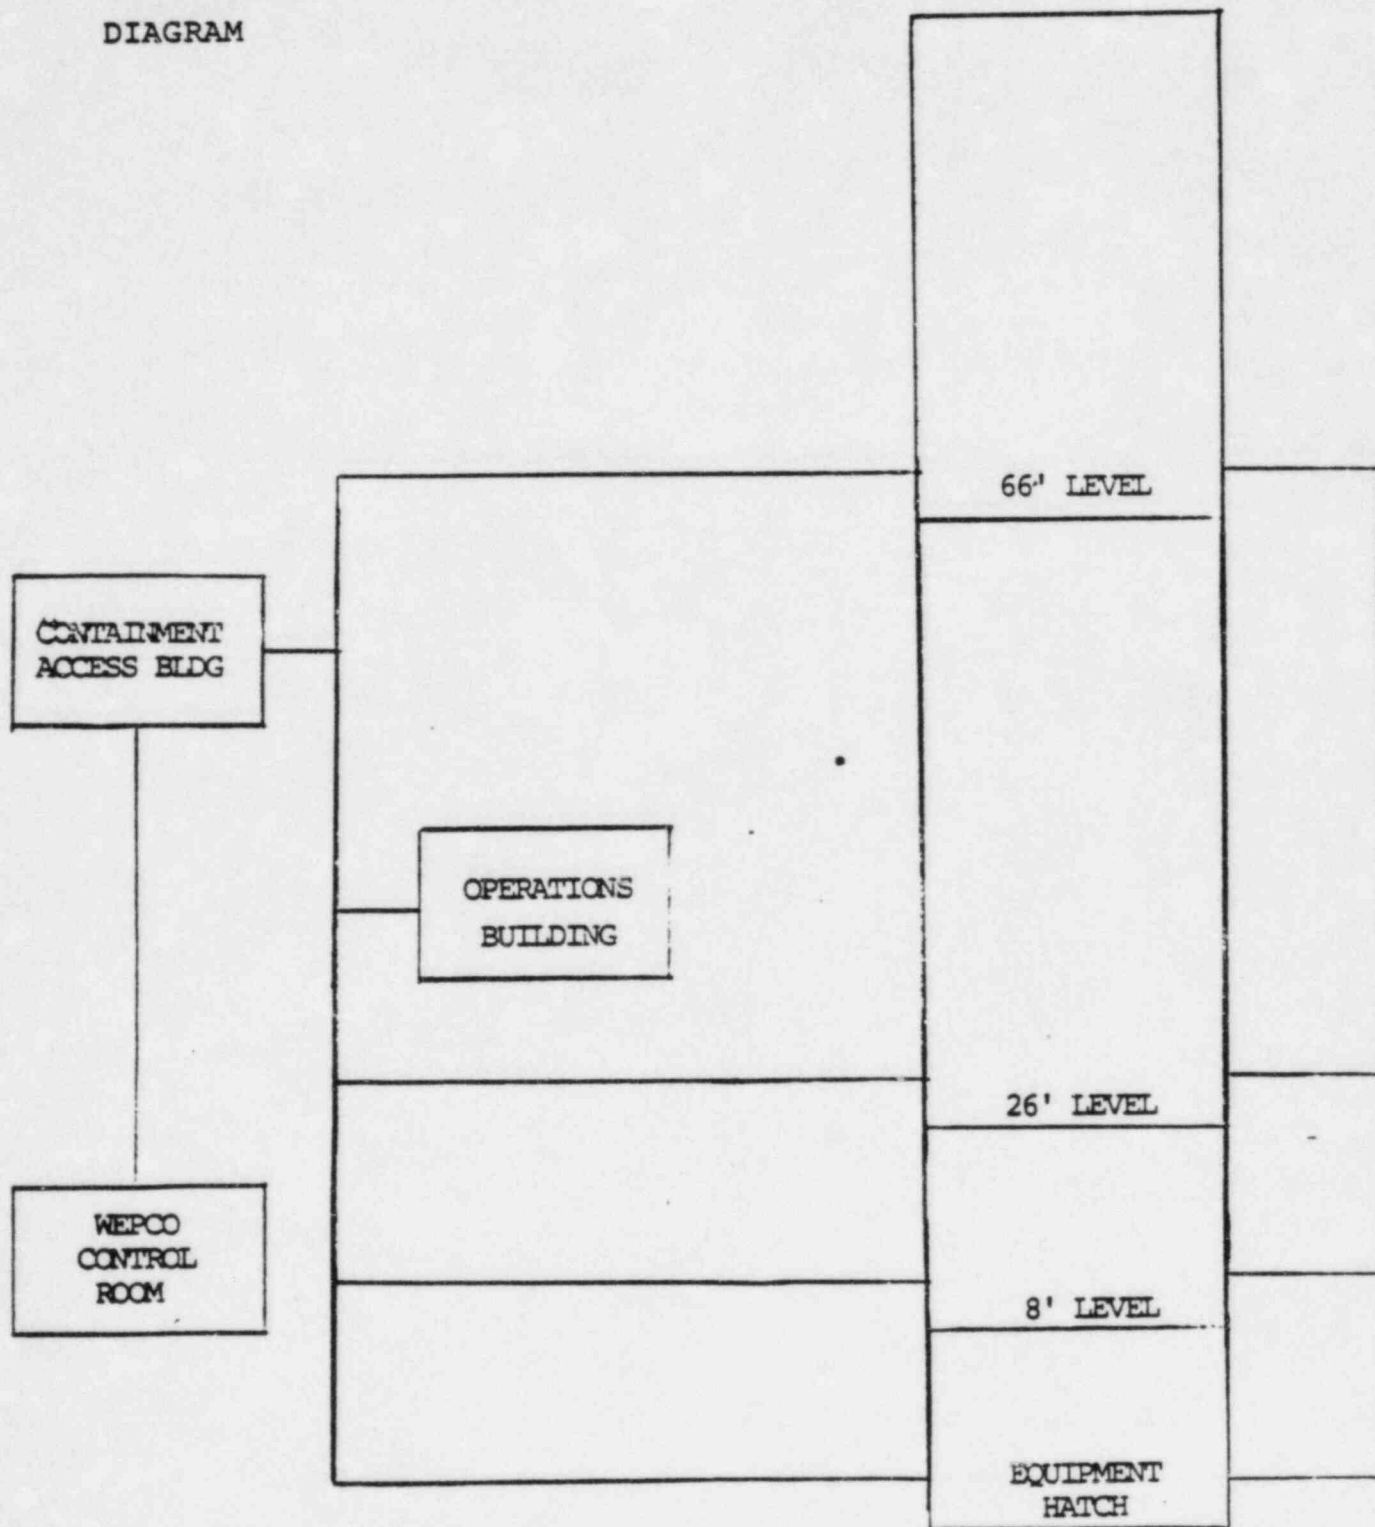 DIAGRAM
66' LEVEL
CONTAINMENT
ACCESS BLDG
OPERATIONS
BUILDING
26' LEVEL
WEPCO
CONTROL
ROOM
8' LEVEL
EQUIPMENT
HATCH